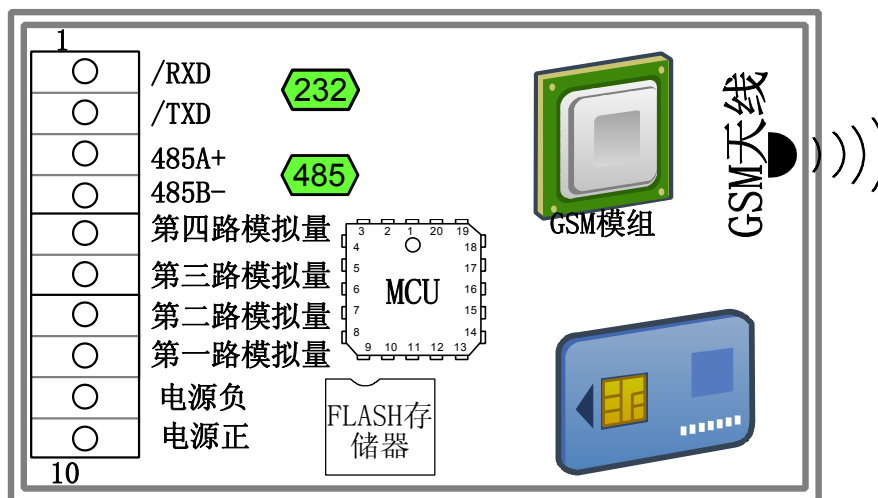 1
/RXD
/TXD
485A+
485B-
第四路模拟量
第三路模拟量
第二路模拟量
第一路模拟量
电源负
电源正
10
232
485
3 2 1 20 19
4 18
5 17
6 16
7 15
8 14
9 10 11 12 13
MCU
FLASH存
储器
GSM模组
GSM天线